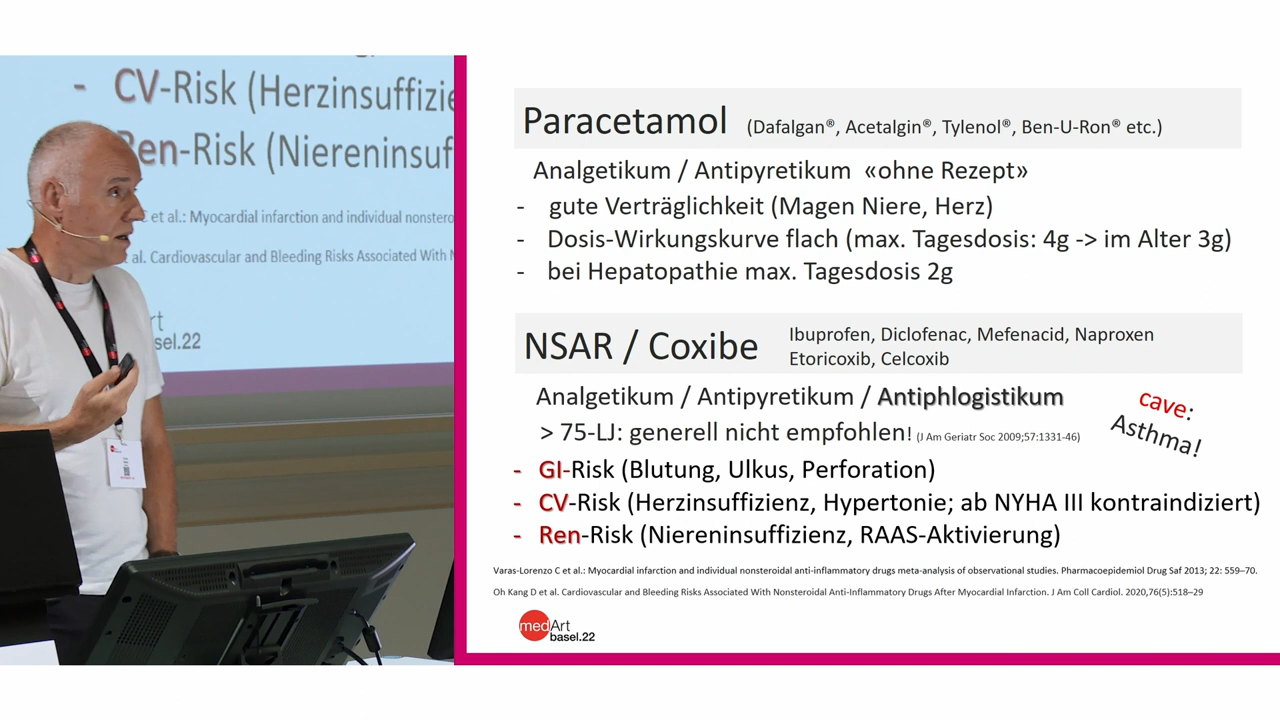 - CV-Risk (Herzinsuffizie
Ren-Risk (Niereninsuf
C et al.: Myocardial infarction and individual nonstero
al. Cardiovascular and Bleeding Risks Associated With N
rt
sel.22
Paracetamol (Dafalgan®, Acetalgin®, Tylenol®, Ben-U-Ron® etc.)
Analgetikum / Antipyretikum «ohne Rezept»
- gute Verträglichkeit (Magen Niere, Herz)
- Dosis-Wirkungskurve flach (max. Tagesdosis: 4g -> im Alter 3g)
- bei Hepatopathie max. Tagesdosis 2g
NSAR / Coxibe
Ibuprofen, Diclofenac, Mefenacid, Naproxen
Etoricoxib, Celcoxib
Analgetikum / Antipyretikum / Antiphlogistikum
cave:
Asthma!
> 75-LJ: generell nicht empfohlen! (J Am Geriatr Soc 2009;57:1331-46)
- GI-Risk (Blutung, Ulkus, Perforation)
- CV-Risk (Herzinsuffizienz, Hypertonie; ab NYHA III kontraindiziert)
- Ren-Risk (Niereninsuffizienz, RAAS-Aktivierung)
Varas-Lorenzo C et al.: Myocardial infarction and individual nonsteroidal anti-inflammatory drugs meta-analysis of observational studies. Pharmacoepidemiol Drug Saf 2013; 22: 559–70.
Oh Kang D et al. Cardiovascular and Bleeding Risks Associated With Nonsteroidal Anti-Inflammatory Drugs After Myocardial Infarction. J Am Coll Cardiol. 2020,76(5):518–29
medArt
basel.22